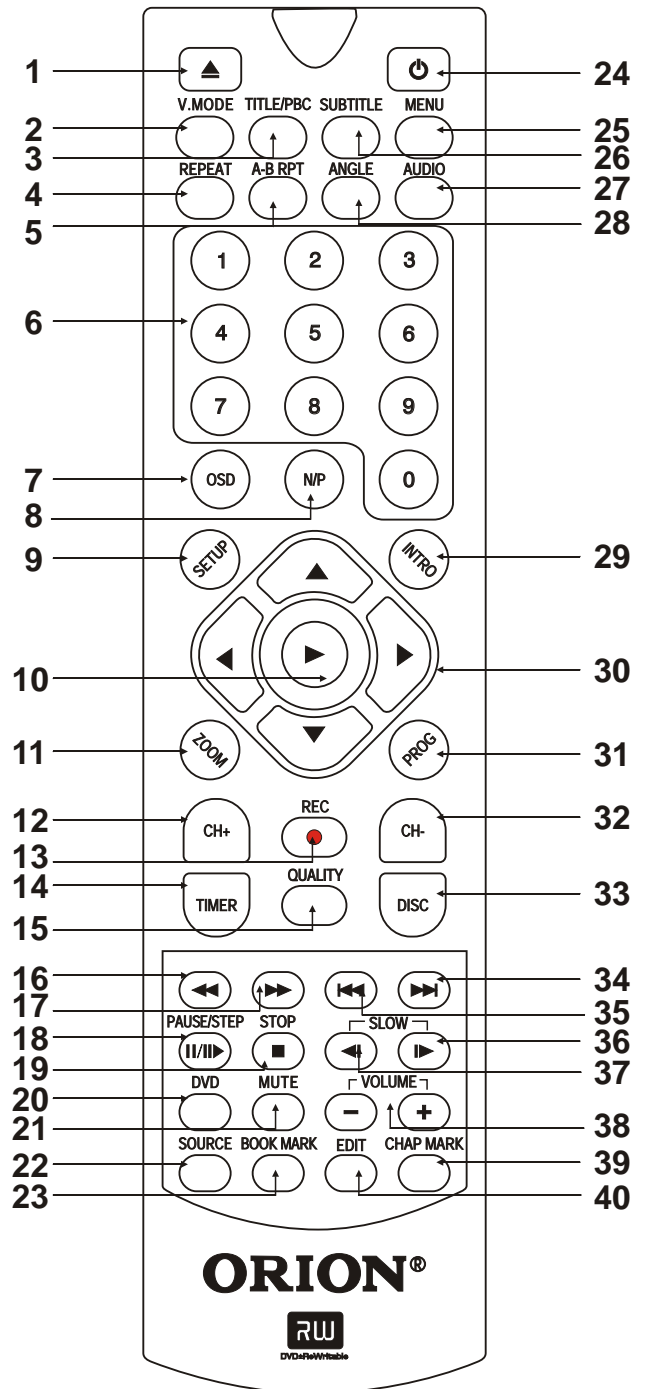 1 24
V.MODE TITLE/PBC SUBTITLE MENU
2 25
3 26
REPEAT A-B RPT ANGLE AUDIO
4 27
5 28
1 2 3
6
4 5 6
7 8 9
7 OSD N/P 0
8
9 SETUP INTRO 29
10 30
11 ZOOM PROG 31
REC
12 CH+ CH- 32
13
QUALITY
14 TIMER DISC 33
15
16 34
17 35
PAUSE/STEP STOP SLOW
18 36
19 37
DVD MUTE VOLUME
20
21 − + 38
SOURCE BOOK MARK EDIT CHAP MARK
22 39
23 40
ORION®
RW
DVD+ReWritable